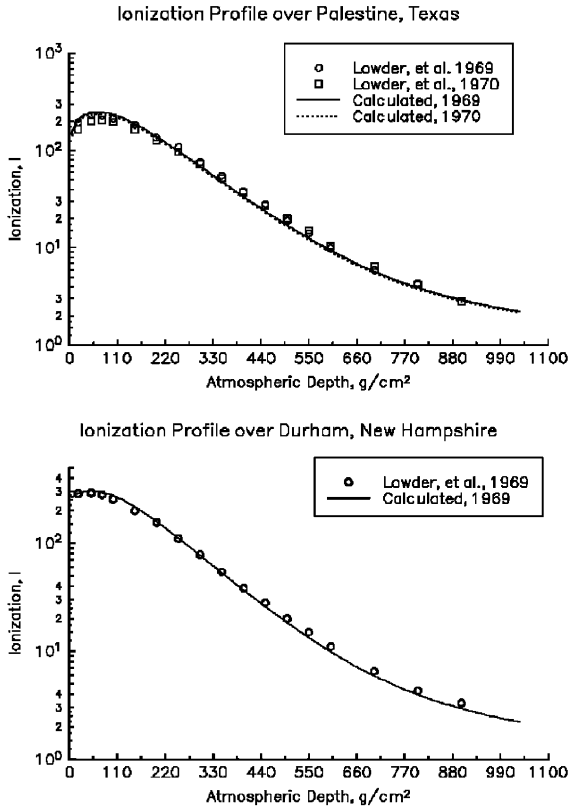 Ionization Profile over Palestine, Texas
10³
3
2
10²
3
2
10¹
3
2
10⁰
Ionization, I
Lowder, et al. 1969
Lowder, et al., 1970
Calculated, 1969
Calculated, 1970
0 110 220 330 440 550 660 770 880 990 1100
Atmospheric Depth, g/cm²
Ionization Profile over Durham, New Hampshire
4
3
2
10²
4
3
2
10¹
4
3
2
10⁰
Ionization, I
Lowder, et al., 1969
Calculated, 1969
0 110 220 330 440 550 660 770 880 990 1100
Atmospheric Depth, g/cm²